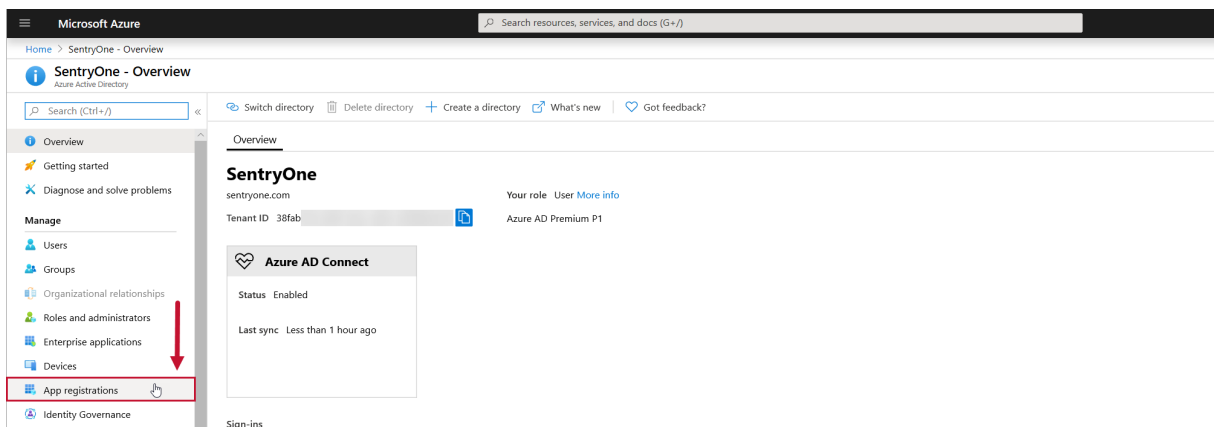 Microsoft Azure
Search resources, services, and docs (G+/)
Home > SentryOne - Overview
SentryOne - Overview
Azure Active Directory
Search (Ctrl+/)
«
Switch directory
Delete directory
Create a directory
What's new
Got feedback?
Overview
Getting started
Diagnose and solve problems
Manage
Users
Groups
Organizational relationships
Roles and administrators
Enterprise applications
Devices
App registrations
Identity Governance
Overview
SentryOne
sentryone.com
Your role User More info
Tenant ID 38fab
Azure AD Premium P1
Azure AD Connect
Status Enabled
Last sync Less than 1 hour ago
Sign-ins